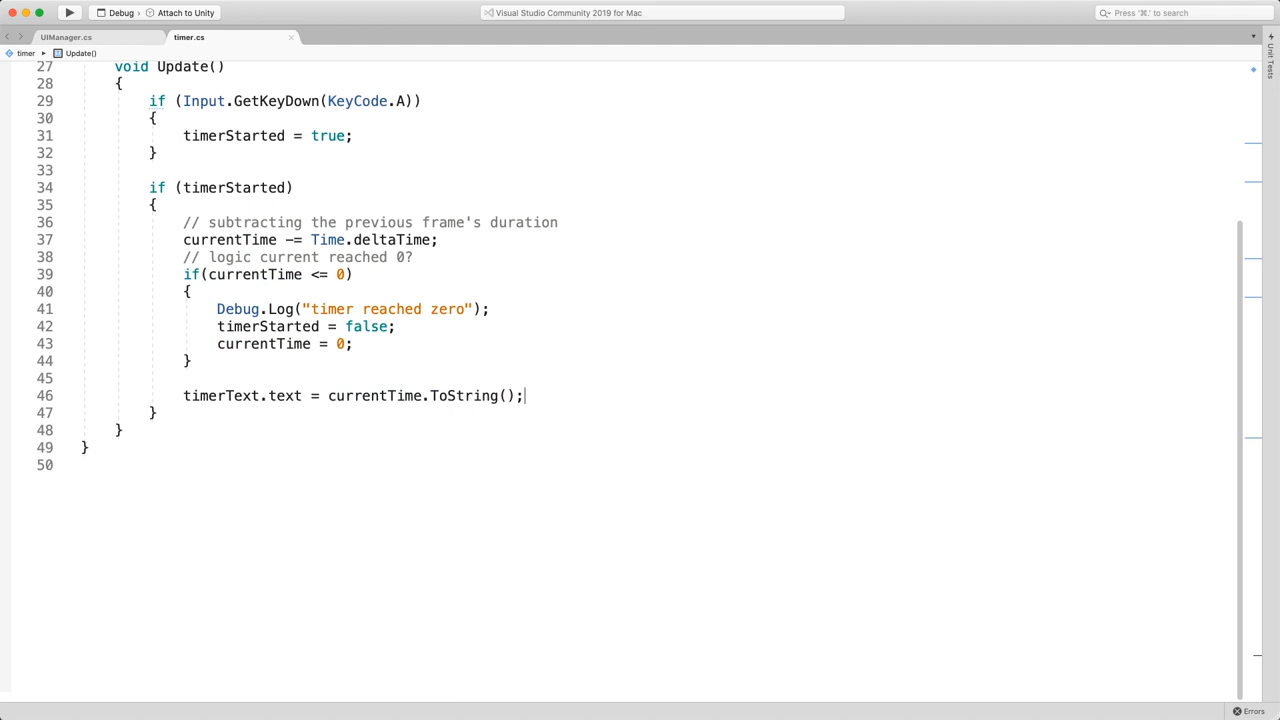 Debug > Attach to Unity
Visual Studio Community 2019 for Mac
Press '⌘.' to search
UIManager.cs
timer.cs
timer
Update()
Unit Tests
27 void Update()
28 {
29 if (Input.GetKeyDown(KeyCode.A))
30 {
31 timerStarted = true;
32 }
33
34 if (timerStarted)
35 {
36 // subtracting the previous frame's duration
37 currentTime -= Time.deltaTime;
38 // logic current reached 0?
39 if(currentTime <= 0)
40 {
41 Debug.Log("timer reached zero");
42 timerStarted = false;
43 currentTime = 0;
44 }
45
46 timerText.text = currentTime.ToString();
47 }
48 }
49 }
50
Errors